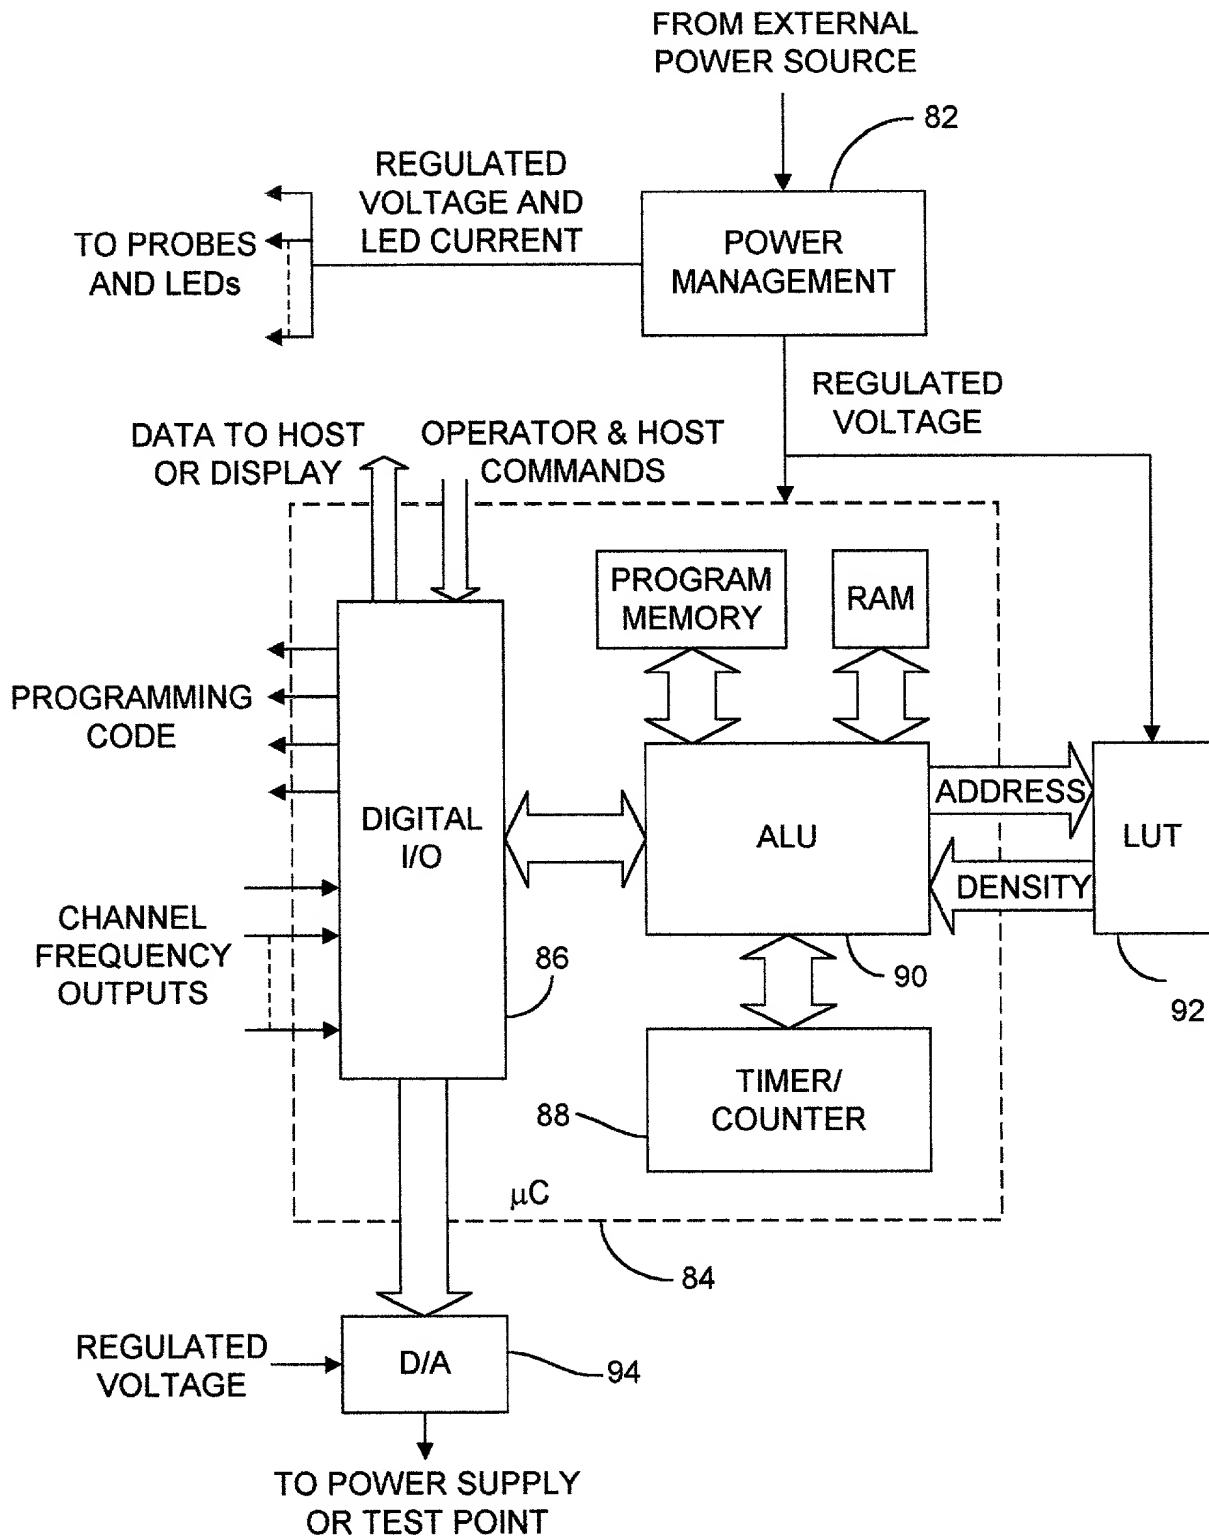 FROM EXTERNAL
POWER SOURCE
82
REGULATED
VOLTAGE AND
LED CURRENT
TO PROBES
AND LEDs
POWER
MANAGEMENT
REGULATED
VOLTAGE
DATA TO HOST
OR DISPLAY
OPERATOR & HOST
COMMANDS
PROGRAM
MEMORY
RAM
PROGRAMMING
CODE
DIGITAL
I/O
ALU
ADDRESS
DENSITY
LUT
CHANNEL
FREQUENCY
OUTPUTS
86
90
92
TIMER/
COUNTER
88
μC
84
REGULATED
VOLTAGE
D/A
94
TO POWER SUPPLY
OR TEST POINT